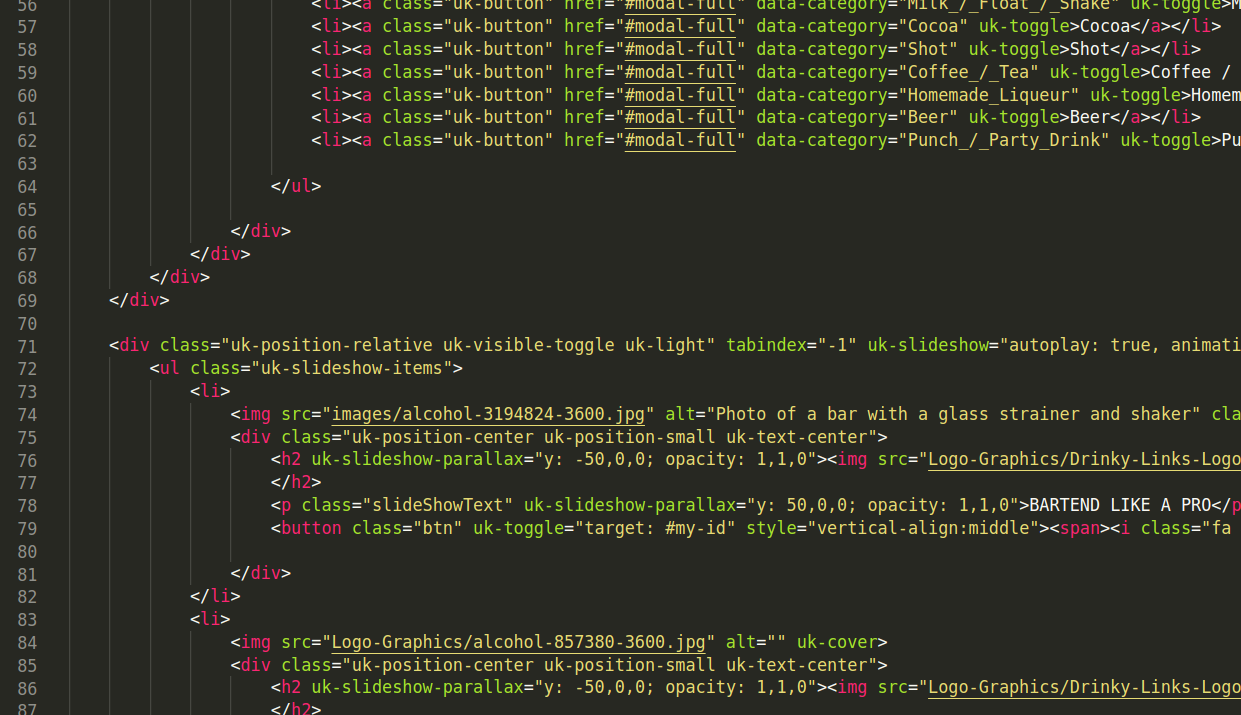 56 <li><a class="uk-button" href="#modal-full" data-category="Milk_/_Float_/_Shake" uk-toggle>M
57 <li><a class="uk-button" href="#modal-full" data-category="Cocoa" uk-toggle>Cocoa</a></li>
58 <li><a class="uk-button" href="#modal-full" data-category="Shot" uk-toggle>Shot</a></li>
59 <li><a class="uk-button" href="#modal-full" data-category="Coffee_/_Tea" uk-toggle>Coffee /
60 <li><a class="uk-button" href="#modal-full" data-category="Homemade_Liqueur" uk-toggle>Homem
61 <li><a class="uk-button" href="#modal-full" data-category="Beer" uk-toggle>Beer</a></li>
62 <li><a class="uk-button" href="#modal-full" data-category="Punch_/_Party_Drink" uk-toggle>Pu
63
64 </ul>
65
66 </div>
67 </div>
68 </div>
69 </div>
70
71 <div class="uk-position-relative uk-visible-toggle uk-light" tabindex="-1" uk-slideshow="autoplay: true, animati
72 <ul class="uk-slideshow-items">
73 <li>
74 <img src="images/alcohol-3194824-3600.jpg" alt="Photo of a bar with a glass strainer and shaker" cla
75 <div class="uk-position-center uk-position-small uk-text-center">
76 <h2 uk-slideshow-parallax="y: -50,0,0; opacity: 1,1,0"><img src="Logo-Graphics/Drinky-Links-Logo
77 </h2>
78 <p class="slideShowText" uk-slideshow-parallax="y: 50,0,0; opacity: 1,1,0">BARTEND LIKE A PRO</p
79 <button class="btn" uk-toggle="target: #my-id" style="vertical-align:middle"><span><i class="fa
80
81 </div>
82 </li>
83 <li>
84 <img src="Logo-Graphics/alcohol-857380-3600.jpg" alt="" uk-cover>
85 <div class="uk-position-center uk-position-small uk-text-center">
86 <h2 uk-slideshow-parallax="y: -50,0,0; opacity: 1,1,0"><img src="Logo-Graphics/Drinky-Links-Logo
87 </h2>